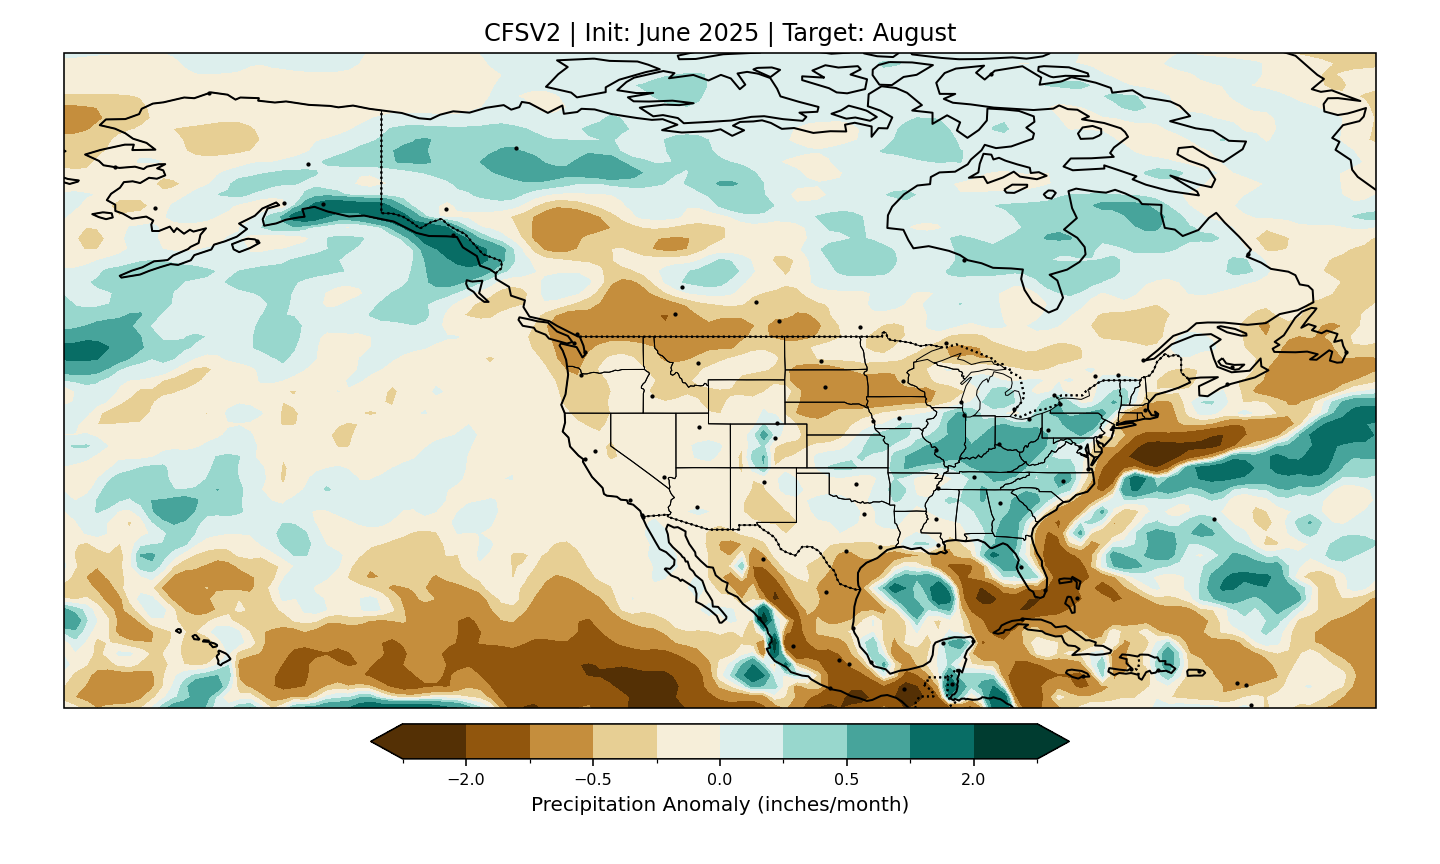 CFSV2 | Init: June 2025 | Target: August
−2.0 −0.5 0.0 0.5 2.0
Precipitation Anomaly (inches/month)